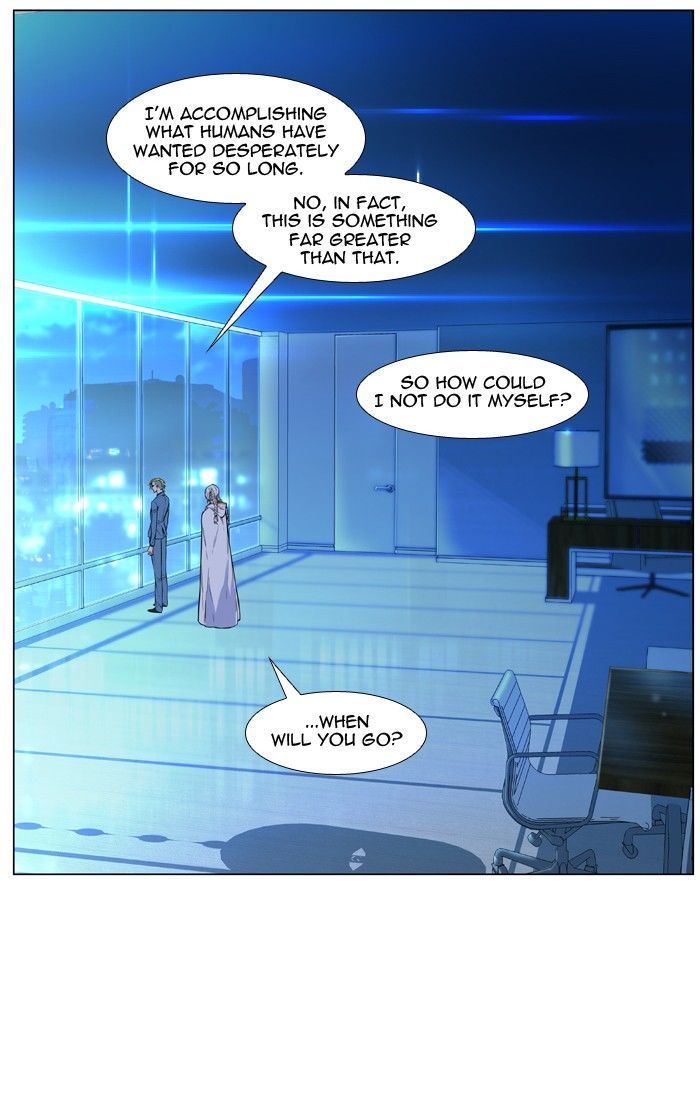 I'M ACCOMPLISHING
WHAT HUMANS HAVE
WANTED DESPERATELY
FOR SO LONG.
NO, IN FACT,
THIS IS SOMETHING
FAR GREATER
THAN THAT.
SO HOW COULD
I NOT DO IT MYSELF?
...WHEN
WILL YOU GO?